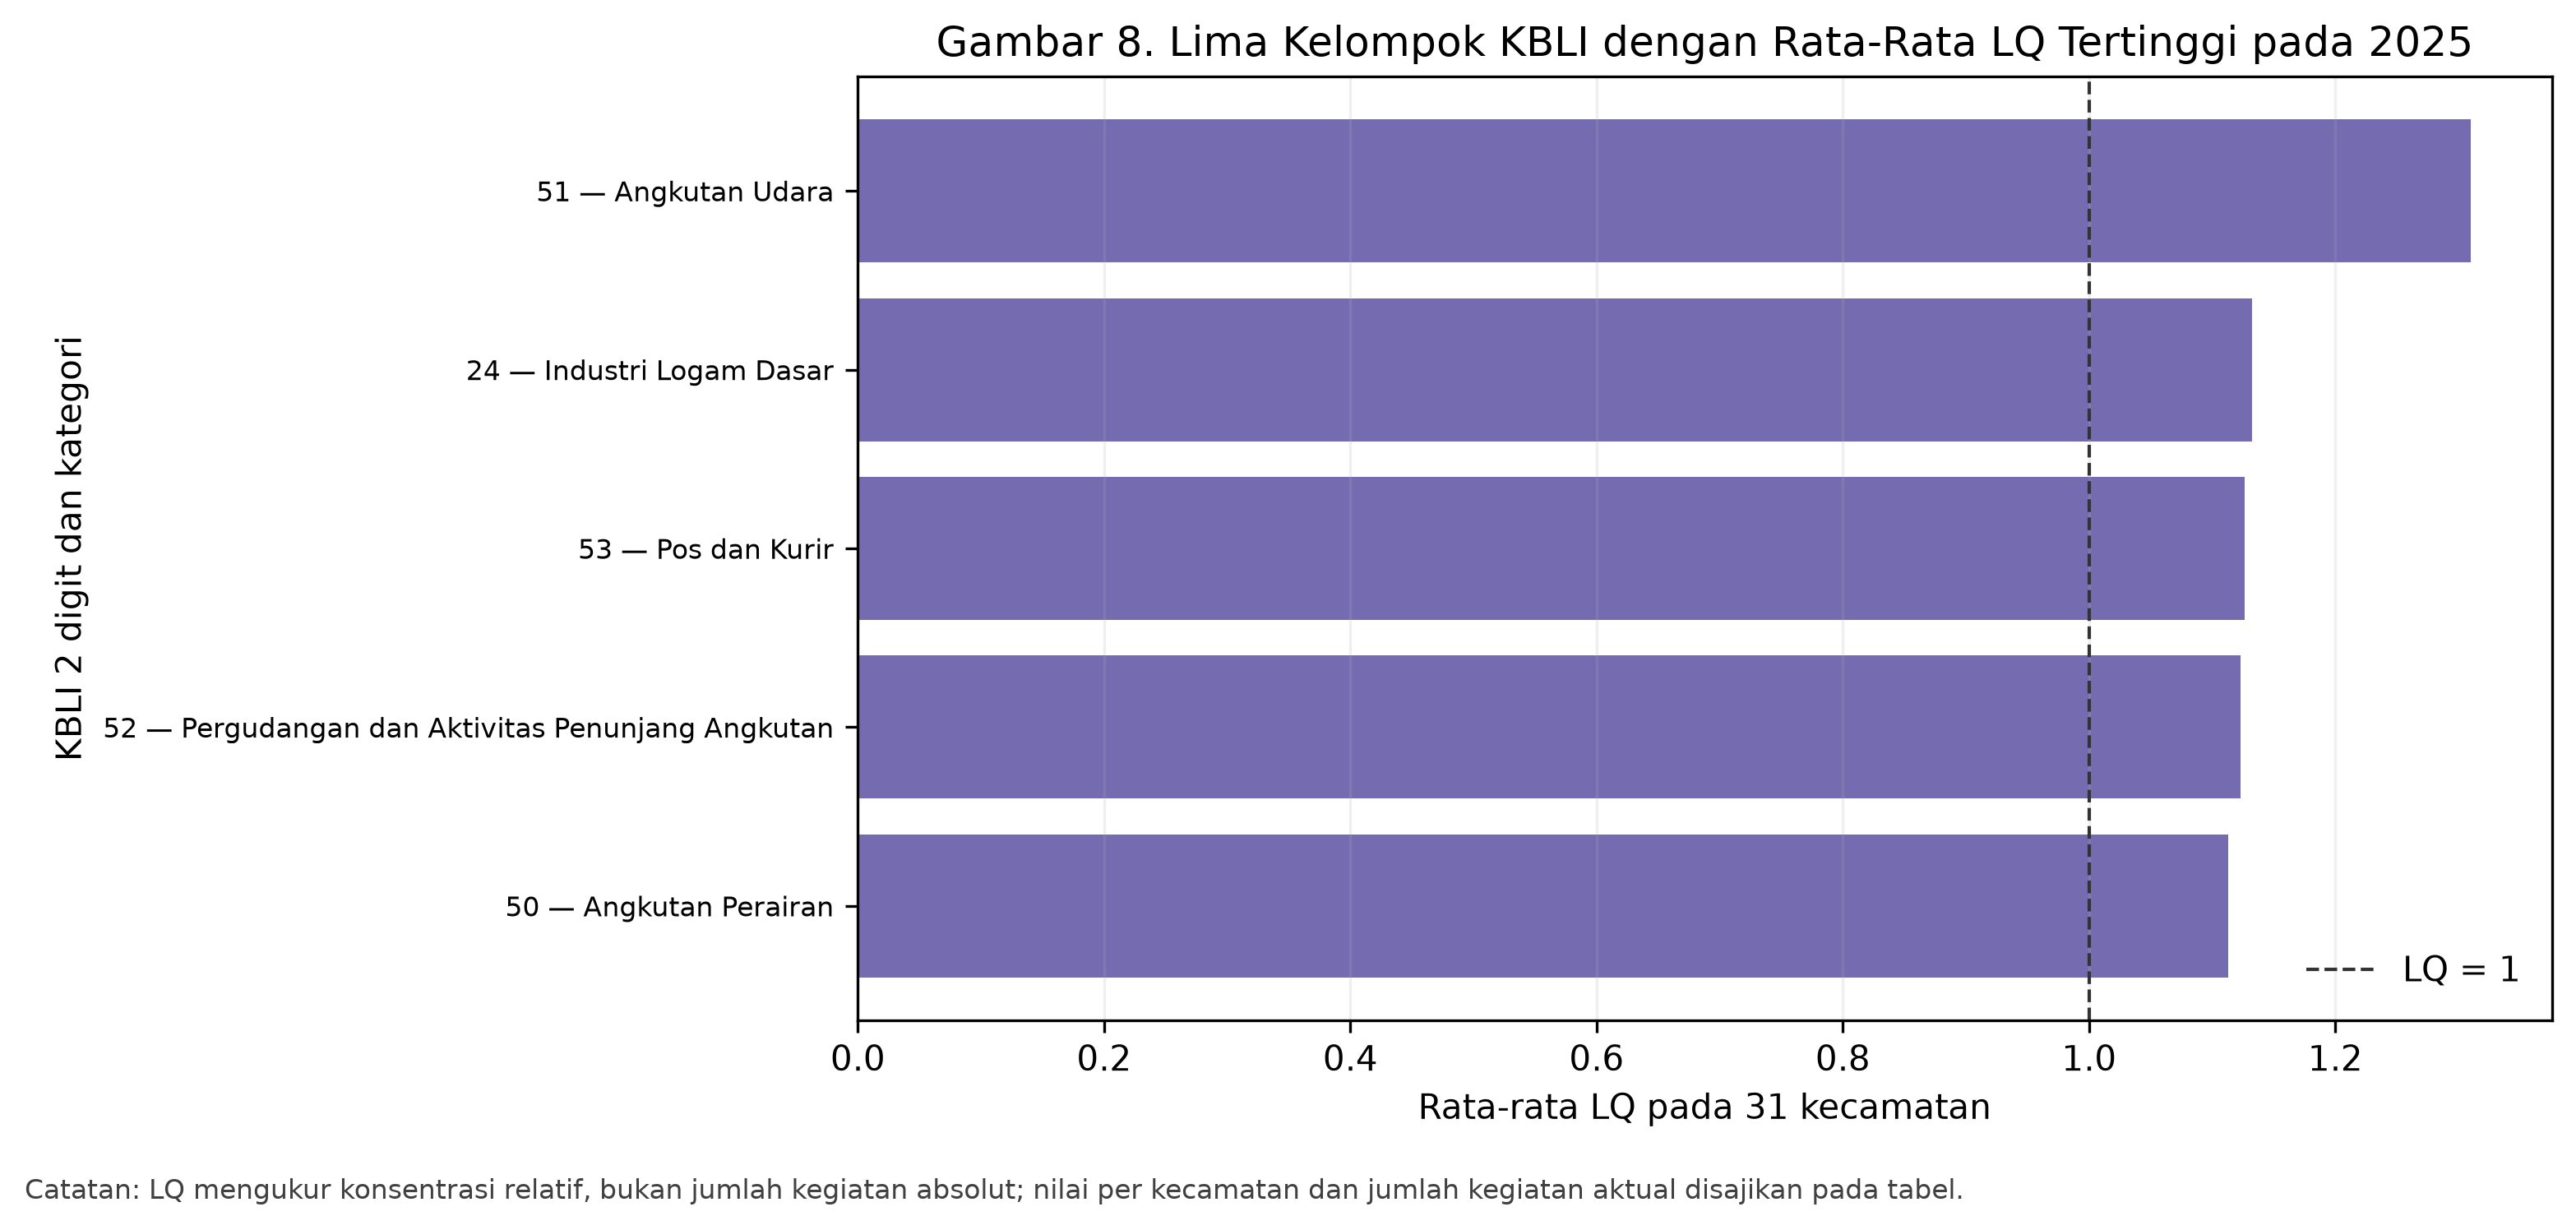 Gambar 8. Lima Kelompok KBLI dengan Rata-Rata LQ Tertinggi pada 2025
KBLI 2 digit dan kategori
51 — Angkutan Udara
24 — Industri Logam Dasar
53 — Pos dan Kurir
52 — Pergudangan dan Aktivitas Penunjang Angkutan
50 — Angkutan Perairan
LQ = 1
0.0 0.2 0.4 0.6 0.8 1.0 1.2
Rata-rata LQ pada 31 kecamatan
Catatan: LQ mengukur konsentrasi relatif, bukan jumlah kegiatan absolut; nilai per kecamatan dan jumlah kegiatan aktual disajikan pada tabel.